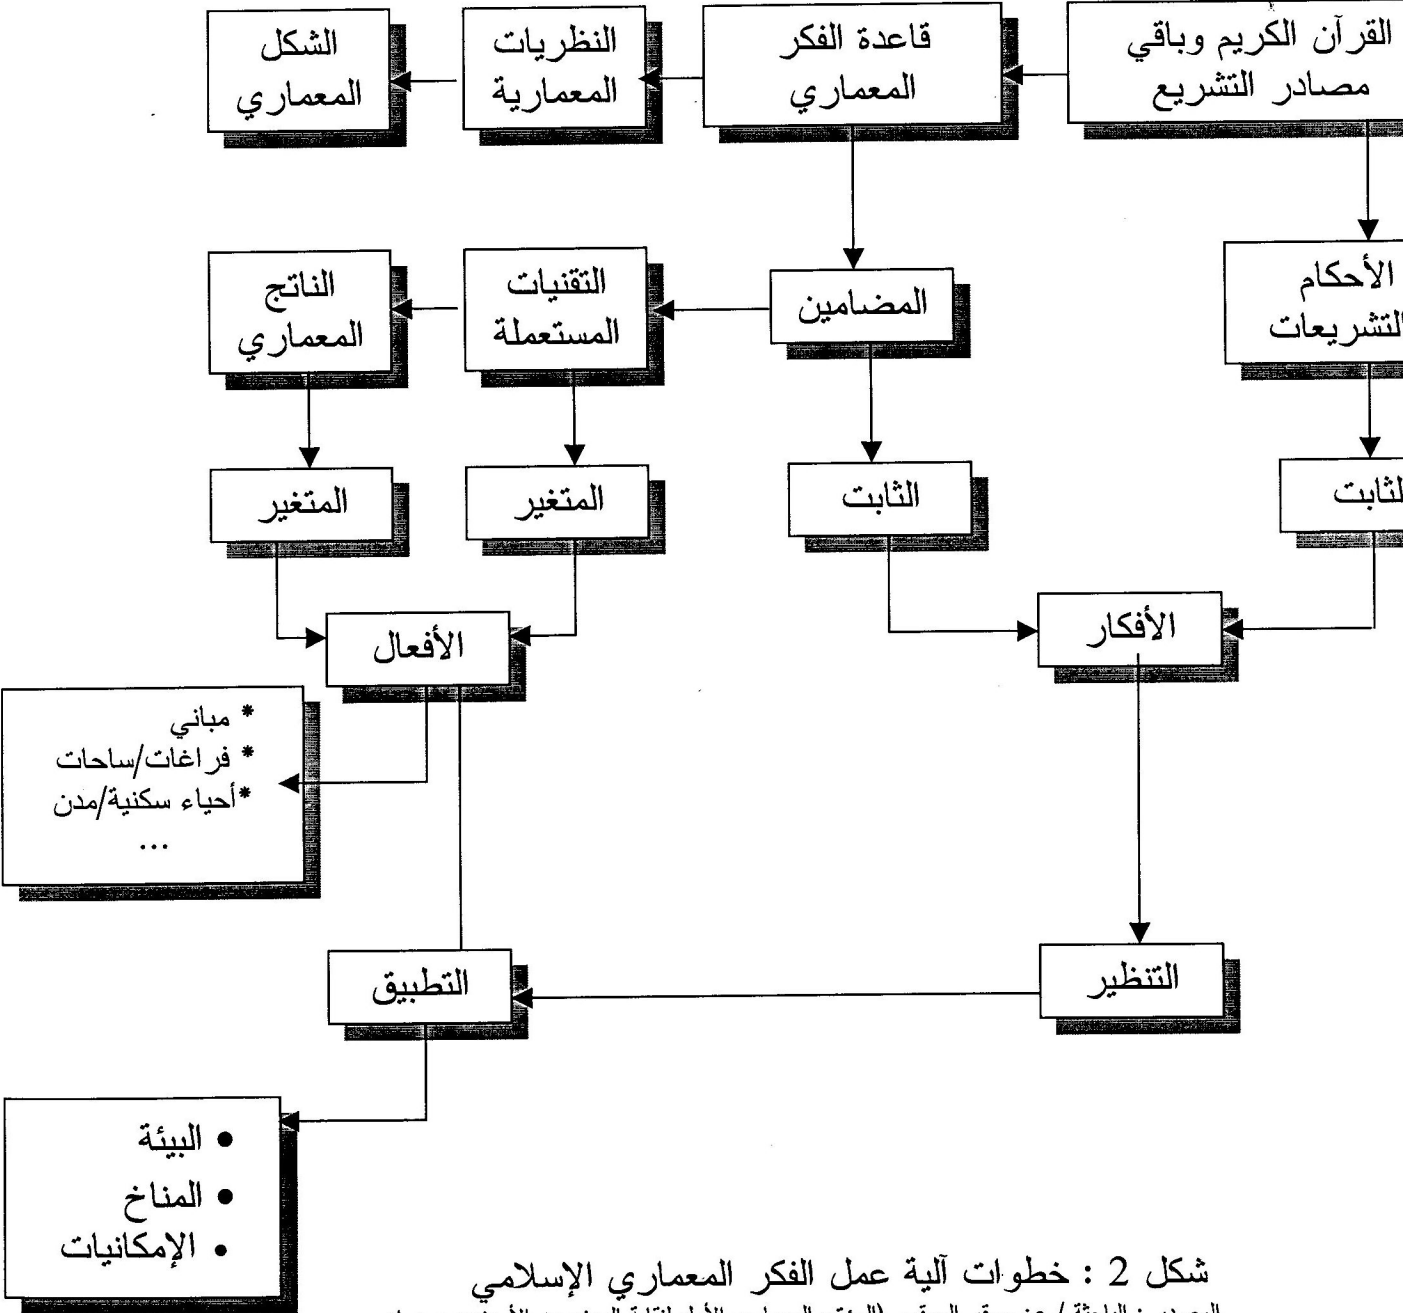 القرآن الكريم وباقي
مصادر التشريع
قاعدة الفكر
المعماري
النظريات
المعمارية
الشكل
المعماري
الأحكام
التشريعات
المضامين
التقنيات
المستعملة
الناتج
المعماري
الثابت
الثابت
المتغير
المتغير
الأفكار
الأفعال
* مباني
* فراغات/ساحات
*أحياء سكنية/مدن
...
التنظير
التطبيق
• البيئة
• المناخ
• الإمكانيات
شكل 2 : خطوات آلية عمل الفكر المعماري الإسلامي